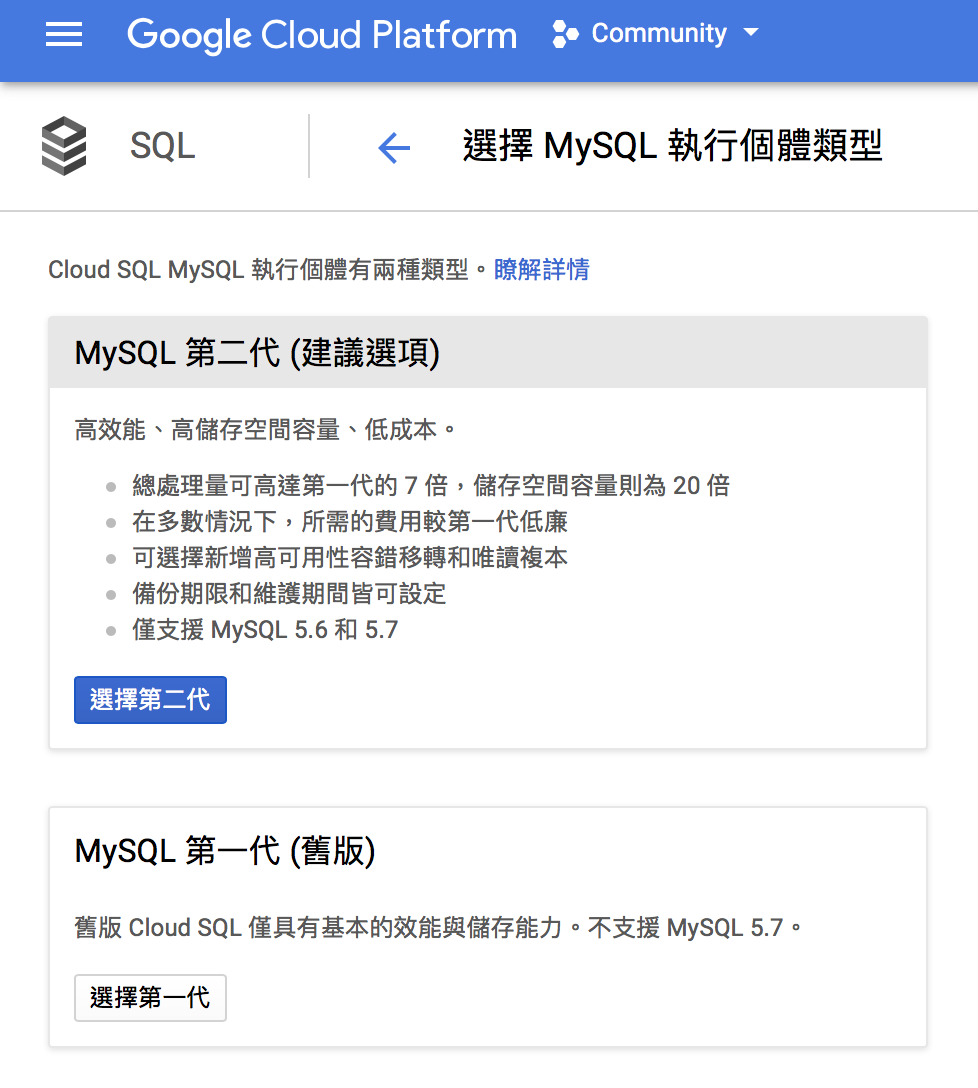 Google Cloud Platform Community
SQL
選擇 MySQL 執行個體類型
Cloud SQL MySQL 執行個體有兩種類型。瞭解詳情
MySQL 第二代 (建議選項)
高效能、高儲存空間容量、低成本。
總處理量可高達第一代的 7 倍，儲存空間容量則為 20 倍
在多數情況下，所需的費用較第一代低廉
可選擇新增高可用性容錯移轉和唯讀複本
備份期限和維護期間皆可設定
僅支援 MySQL 5.6 和 5.7
選擇第二代
MySQL 第一代 (舊版)
舊版 Cloud SQL 僅具有基本的效能與儲存能力。不支援 MySQL 5.7。
選擇第一代